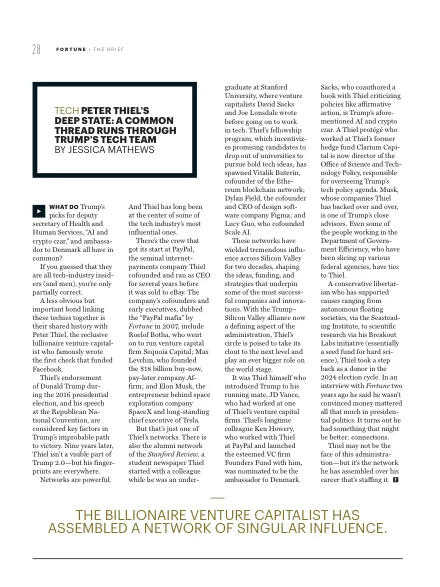 28
FORTUNE · THE BRIEF
TECH PETER THIEL'S
DEEP STATE: A COMMON
THREAD RUNS THROUGH
TRUMP'S TECH TEAM
BY JESSICA MATHEWS
WHAT DO Trump's
picks for deputy
secretary of Health and
Human Services, "AI and
crypto czar," and ambassa-
dor to Denmark all have in
common?
If you guessed that they
are all tech-industry insid-
ers (and men), you're only
partially correct.
A less obvious but
important bond linking
these techies together is
their shared history with
Peter Thiel, the reclusive
billionaire venture capital-
ist who famously wrote
the first check that funded
Facebook.
Thiel's endorsement
of Donald Trump dur-
ing the 2016 presidential
election, and his speech
at the Republican Na-
tional Convention, are
considered key factors in
Trump's improbable path
to victory. Nine years later,
Thiel isn't a visible part of
Trump 2.0—but his finger-
prints are everywhere.
Networks are powerful.
And Thiel has long been
at the center of some of
the tech industry's most
influential ones.
There's the crew that
got its start at PayPal,
the seminal internet-
payments company Thiel
cofounded and ran as CEO
for several years before
it was sold to eBay. The
company's cofounders and
early executives, dubbed
the "PayPal mafia" by
Fortune in 2007, include
Roelof Botha, who went
on to run venture capital
firm Sequoia Capital; Max
Levchin, who founded
the $18 billion buy-now,
pay-later company Af-
firm; and Elon Musk, the
entrepreneur behind space
exploration company
SpaceX and long-standing
chief executive of Tesla.
But that's just one of
Thiel's networks. There is
also the alumni network
of the Stanford Review, a
student newspaper Thiel
started with a colleague
while he was an under-
graduate at Stanford
University, where venture
capitalists David Sacks
and Joe Lonsdale wrote
before going on to work
in tech. Thiel's fellowship
program, which incentiviz-
es promising candidates to
drop out of universities to
pursue bold tech ideas, has
spawned Vitalik Buterin,
cofounder of the Ethe-
reum blockchain network;
Dylan Field, the cofounder
and CEO of design soft-
ware company Figma; and
Lucy Guo, who cofounded
Scale AI.
These networks have
wielded tremendous influ-
ence across Silicon Valley
for two decades, shaping
the ideas, funding, and
strategies that underpin
some of the most success-
ful companies and innova-
tions. With the Trump–
Silicon Valley alliance now
a defining aspect of the
administration, Thiel's
circle is poised to take its
clout to the next level and
play an ever bigger role on
the world stage.
It was Thiel himself who
introduced Trump to his
running mate, JD Vance,
who had worked at one
of Thiel's venture capital
firms. Thiel's longtime
colleague Ken Howery,
who worked with Thiel
at PayPal and launched
the esteemed VC firm
Founders Fund with him,
was nominated to be the
ambassador to Denmark.
Sacks, who coauthored a
book with Thiel criticizing
policies like affirmative
action, is Trump's afore-
mentioned AI and crypto
czar. A Thiel protégé who
worked at Thiel's former
hedge fund Clarium Capi-
tal is now director of the
Office of Science and Tech-
nology Policy, responsible
for overseeing Trump's
tech policy agenda. Musk,
whose companies Thiel
has backed over and over,
is one of Trump's close
advisors. Even some of
the people working in the
Department of Govern-
ment Efficiency, who have
been slicing up various
federal agencies, have ties
to Thiel.
A conservative libertar-
ian who has supported
causes ranging from
autonomous floating
societies, via the Seastead-
ing Institute, to scientific
research via his Breakout
Labs initiative (essentially
a seed fund for hard sci-
ence), Thiel took a step
back as a donor in the
2024 election cycle. In an
interview with Fortune two
years ago he said he wasn't
convinced money mattered
all that much in presiden-
tial politics. It turns out he
had something that might
be better: connections.
Thiel may not be the
face of this administra-
tion—but it's the network
he has assembled over his
career that's staffing it. F
THE BILLIONAIRE VENTURE CAPITALIST HAS
ASSEMBLED A NETWORK OF SINGULAR INFLUENCE.